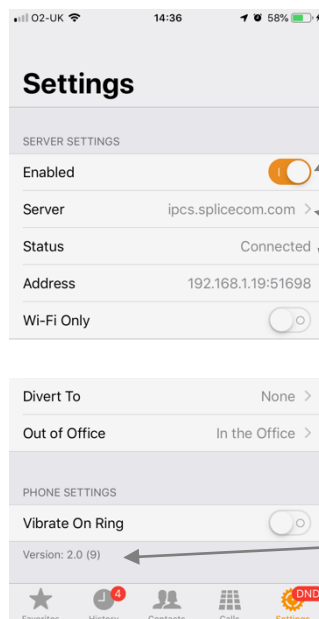 O2-UK 14:36 58%
Settings
SERVER SETTINGS
Enabled
Server ipcs.splicecom.com >
Status Connected
Address 192.168.1.19:51698
Wi-Fi Only
Divert To None >
Out of Office In the Office >
PHONE SETTINGS
Vibrate On Ring
Version: 2.0 (9)
4 DND
Favorites History Contacts Calls Settings